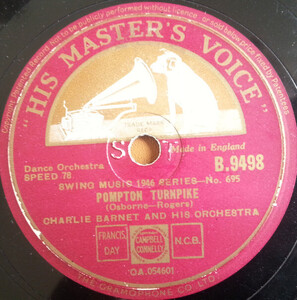 "HIS MASTER'S VOICE"
TRADE MARK
Made in England
Dance Orchestra
SPEED 78
B.9498
SWING MUSIC 1946 SERIES - No. 695
POMPTON TURNPIKE
(Osborne-Rogers)
CHARLIE BARNET AND HIS ORCHESTRA
FRANCIS
DAY
CAMPBELL
CONNELLY
N.C.B.
OA.054601
THE GRAMOPHONE CO LTD